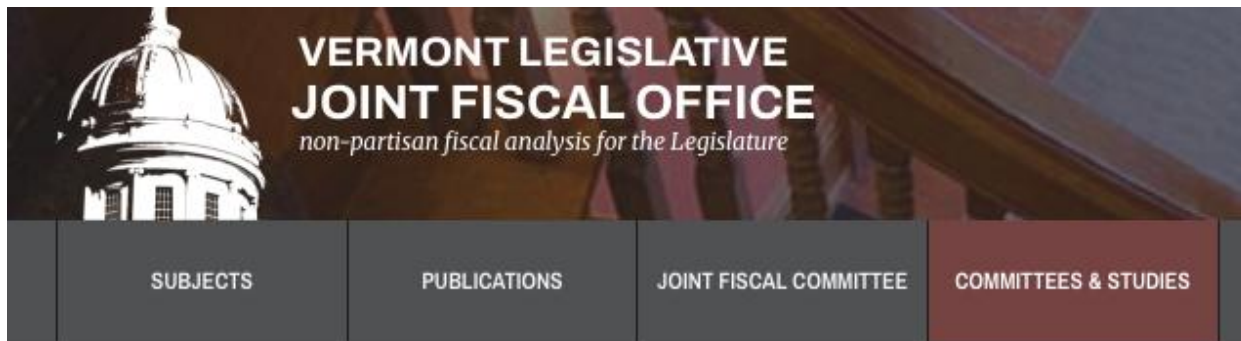 VERMONT LEGISLATIVE
JOINT FISCAL OFFICE
non-partisan fiscal analysis for the Legislature
SUBJECTS
PUBLICATIONS
JOINT FISCAL COMMITTEE
COMMITTEES & STUDIES